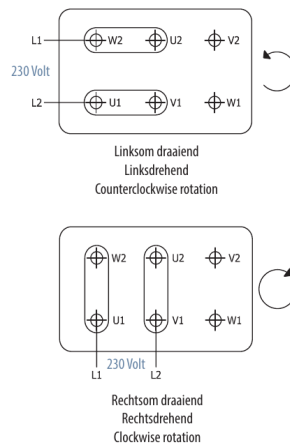 L1 W2 U2 V2
230 Volt
L2 U1 V1 W1
Linksom draaiend
Linksdrehend
Counterclockwise rotation
W2 U2 V2
U1 V1 W1
230 Volt
L1 L2
Rechtsom draaiend
Rechtsdrehend
Clockwise rotation